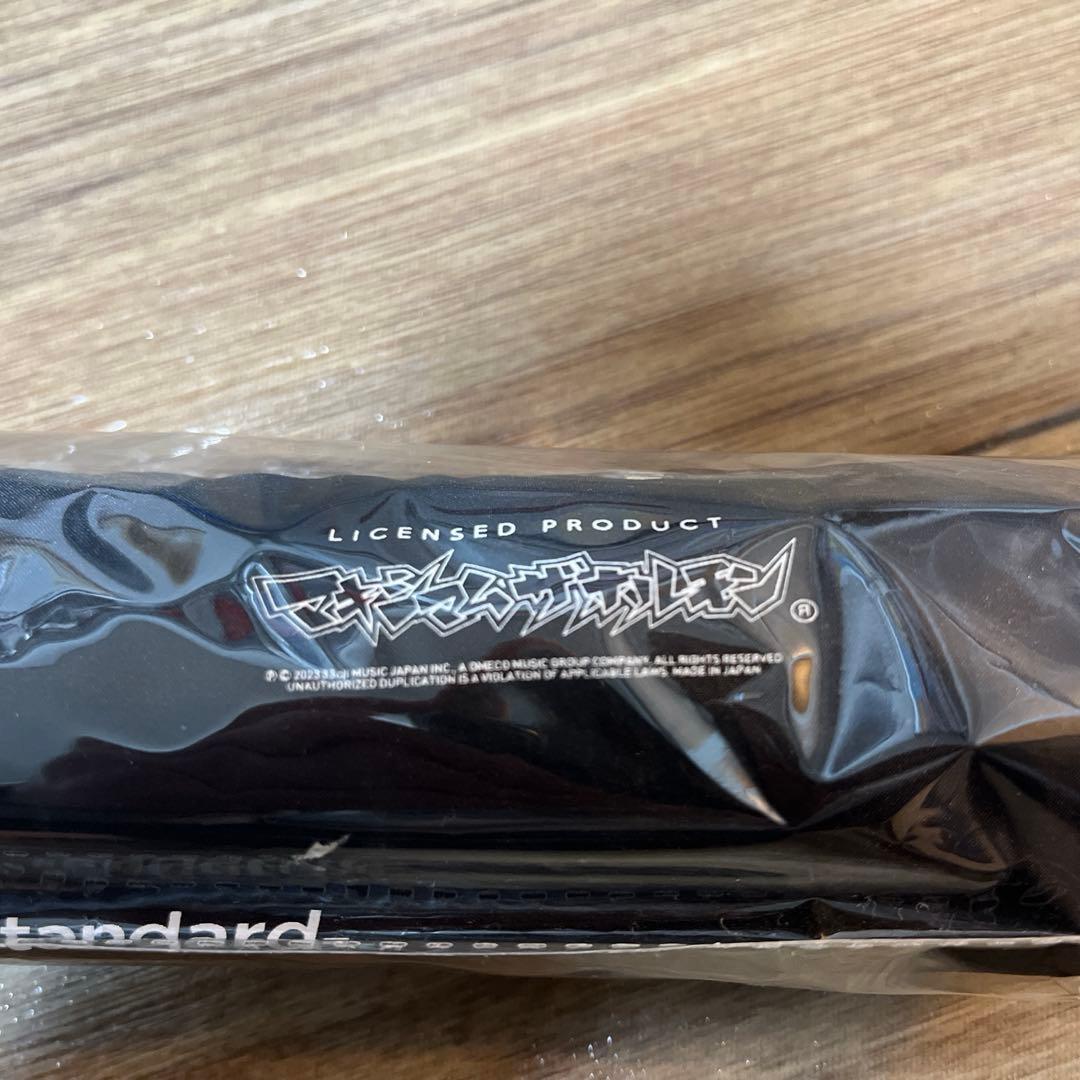 LICENSED PRODUCT
マキシマムザホルモン®
℗© 2023 MUSIC JAPAN INC., A MUSIC GROUP COMPANY. ALL RIGHTS RESERVED
UNAUTHORIZED DUPLICATION IS A VIOLATION OF APPLICABLE LAWS. MADE IN JAPAN
tandard